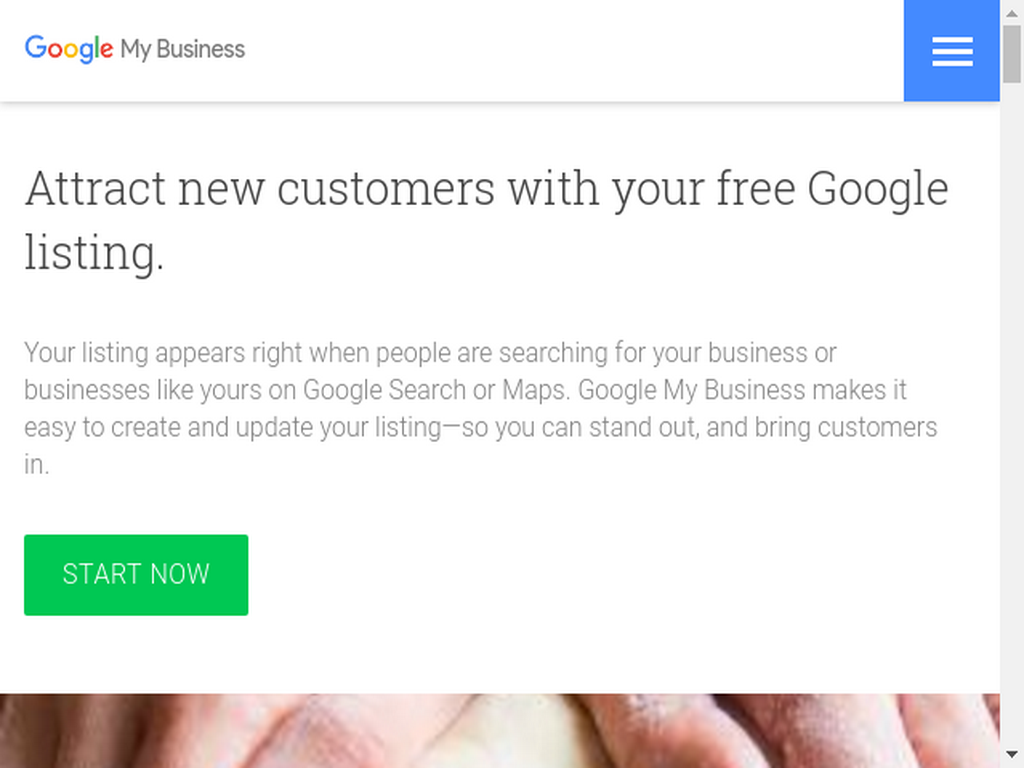 Google My Business
Attract new customers with your free Google
listing.
Your listing appears right when people are searching for your business or
businesses like yours on Google Search or Maps. Google My Business makes it
easy to create and update your listing—so you can stand out, and bring customers
in.
START NOW